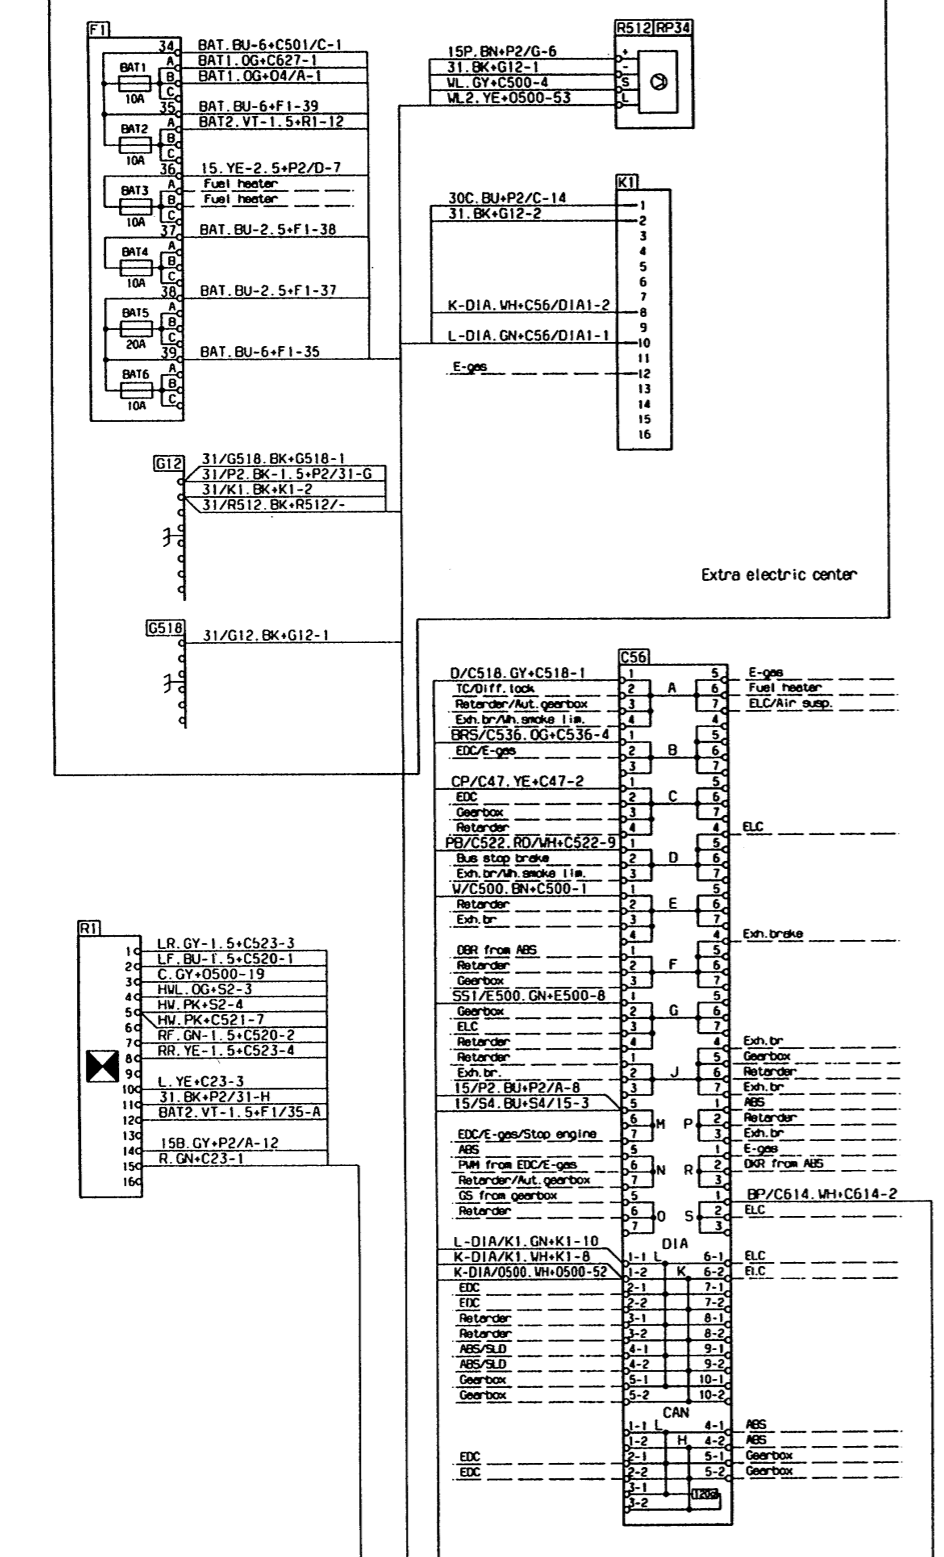 F1
34 BAT.BU-6+C501/C-1
A BAT1.OG+C627-1
BAT1 B BAT1.OG+O4/A-1
10A C
35 BAT.BU-6+F1-39
A BAT2.VT-1.5+R1-12
BAT2 B
10A C
36 15.YE-2.5+P2/D-7
A Fuel heater
BAT3 B Fuel heater
10A C
37 BAT.BU-2.5+F1-38
A
BAT4 B
10A C
38 BAT.BU-2.5+F1-37
A
BAT5 B
20A C
39 BAT.BU-6+F1-35
A
BAT6 B
10A C
R512 RP34
15P.BN+P2/G-6 +
31.BK+G12-1 -
WL.GY+C500-4 S
WL2.YE+O500-53 L
K1
30C.BU+P2/C-14 1
31.BK+G12-2 2
3
4
5
6
7
K-DIA.WH+C56/DIA1-2 8
9
L-DIA.GN+C56/DIA1-1 10
11
E-gas 12
13
14
15
16
G12
31/G518.BK+G518-1
31/P2.BK-1.5+P2/31-G
31/K1.BK+K1-2
31/R512.BK+R512/-
Extra electric center
G518
31/G12.BK+G12-1
R1
1 LR.GY-1.5+C523-3
2 LF.BU-1.5+C520-1
3 C.GY+O500-19
4 HWL.OG+S2-3
5 HW.PK+S2-4
6 HW.PK+C521-7
7 RF.GN-1.5+C520-2
8 RR.YE-1.5+C523-4
9
10 L.YE+C23-3
11 31.BK+P2/31-H
12 BAT2.VT-1.5+F1/35-A
13
14 15B.GY+P2/A-12
15 R.GN+C23-1
16
C56
D/C518.GY+C518-1 1 5 E-gas
TC/Diff.lock 2 A 6 Fuel heater
Retarder/Aut.gearbox 3 7 ELC/Air susp.
Exh.br/Wh.smoke lim. 4 4
BRS/C536.OG+C536-4 1 5
EDC/E-gas 2 B 6
3 7
CP/C47.YE+C47-2 1 5
EDC 2 C 6
Gearbox 3 7
Retarder 4 4 ELC
PB/C522.RD/WH+C522-9 1 5
Bus stop brake 2 D 6
Exh.br/Wh.smoke lim. 3 7
W/C500.BN+C500-1 1 5
Retarder 2 E 6
Exh.br 3 7
4 4 Exh.brake
DBR from ABS 1 5
Retarder 2 F 6
Gearbox 3 7
SS1/E500.GN+E500-8 1 5
Gearbox 2 G 6
ELC 3 7
Retarder 4 4 Exh.br
Retarder 1 5 Gearbox
Exh.br. 2 J 6 Retarder
15/P2.BU+P2/A-8 3 7 Exh.br
15/S4.BU+S4/15-3 5 1 ABS
6 M P 2 Retarder
EDC/E-gas/Stop engine 7 3 Exh.br
ABS 5 1 E-gas
PWM from EDC/E-gas 6 N R 2 DKR from ABS
Retarder/Aut.gearbox 7 3
GS from gearbox 5 1 BP/C614.WH+C614-2
Retarder 6 O S 2 ELC
7 3
DIA
L-DIA/K1.GN+K1-10 1-1 L 6-1 ELC
K-DIA/K1.WH+K1-8 1-2 K 6-2 ELC
K-DIA/O500.WH+O500-52
EDC 2-1 7-1
EDC 2-2 7-2
Retarder 3-1 8-1
Retarder 3-2 8-2
ABS/SLD 4-1 9-1
ABS/SLD 4-2 9-2
Gearbox 5-1 10-1
Gearbox 5-2 10-2
CAN
1-1 L 4-1 ABS
1-2 H 4-2 ABS
EDC 2-1 5-1 Gearbox
EDC 2-2 5-2 Gearbox
3-1 120Ω
3-2